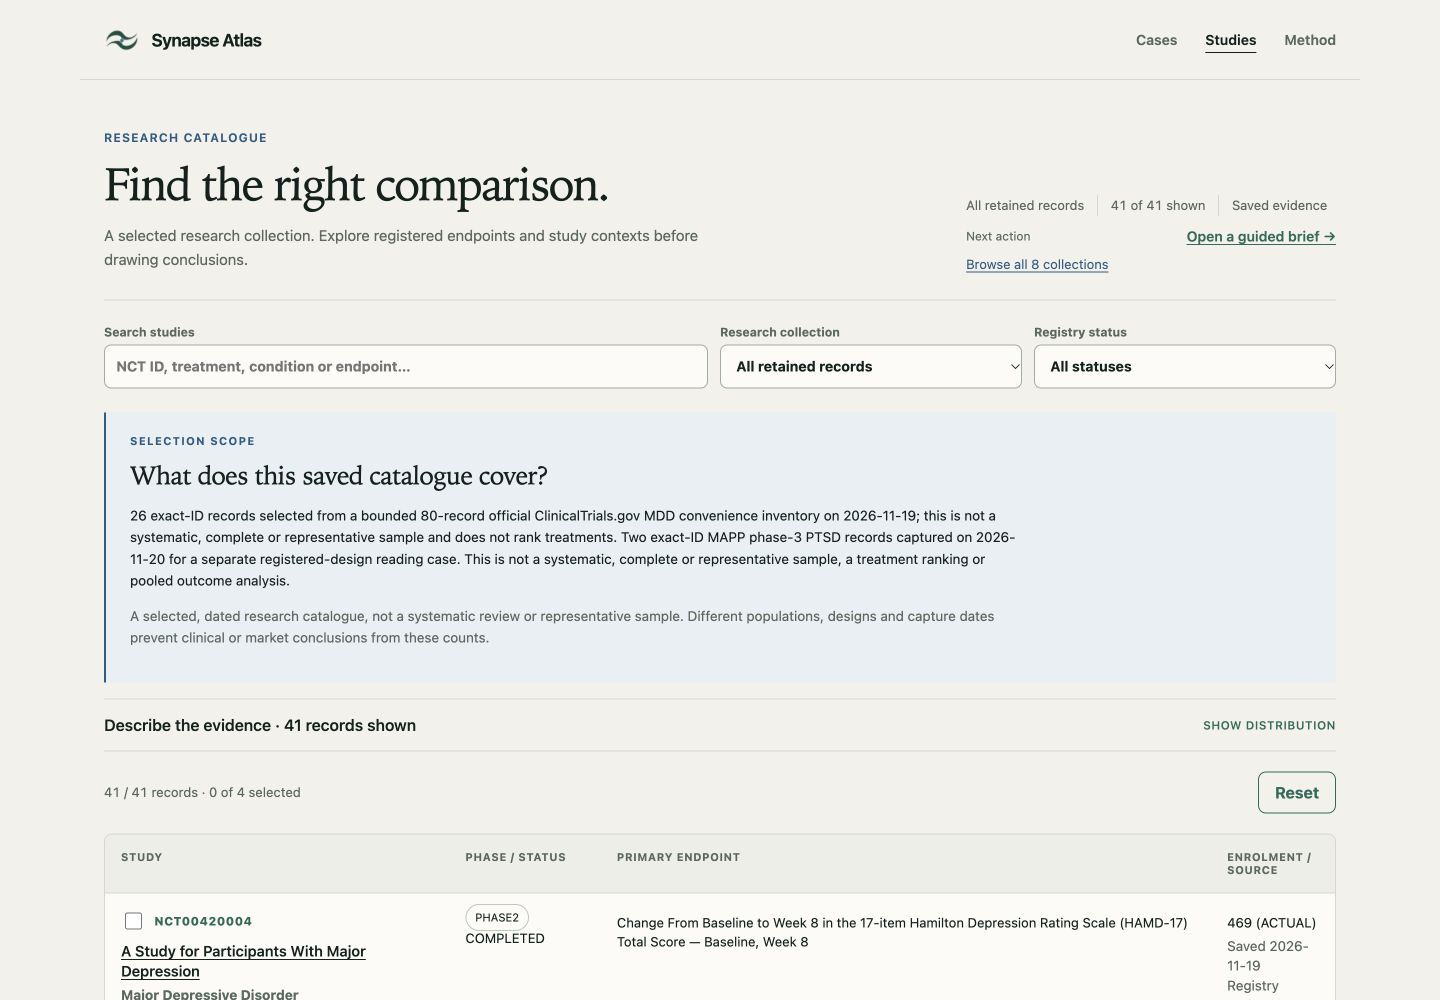 Synapse Atlas
Cases
Studies
Method
RESEARCH CATALOGUE
Find the right comparison.
A selected research collection. Explore registered endpoints and study contexts before
drawing conclusions.
All retained records
41 of 41 shown
Saved evidence
Next action
Open a guided brief →
Browse all 8 collections
Search studies
NCT ID, treatment, condition or endpoint...
Research collection
All retained records
Registry status
All statuses
SELECTION SCOPE
What does this saved catalogue cover?
26 exact-ID records selected from a bounded 80-record official ClinicalTrials.gov MDD convenience inventory on 2026-11-19; this is not a
systematic, complete or representative sample and does not rank treatments. Two exact-ID MAPP phase-3 PTSD records captured on 2026-
11-20 for a separate registered-design reading case. This is not a systematic, complete or representative sample, a treatment ranking or
pooled outcome analysis.
A selected, dated research catalogue, not a systematic review or representative sample. Different populations, designs and capture dates
prevent clinical or market conclusions from these counts.
Describe the evidence · 41 records shown
SHOW DISTRIBUTION
41 / 41 records · 0 of 4 selected
Reset
STUDY
PHASE / STATUS
PRIMARY ENDPOINT
ENROLMENT /
SOURCE
NCT00420004
A Study for Participants With Major
Depression
Major Depressive Disorder
PHASE2
COMPLETED
Change From Baseline to Week 8 in the 17-item Hamilton Depression Rating Scale (HAMD-17)
Total Score — Baseline, Week 8
469 (ACTUAL)
Saved 2026-
11-19
Registry